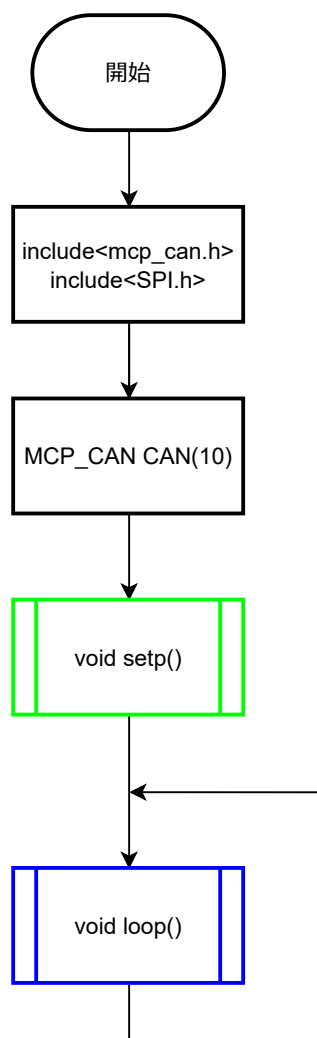 開始
include<mcp_can.h>
include<SPI.h>
MCP_CAN CAN(10)
void setp()
void loop()